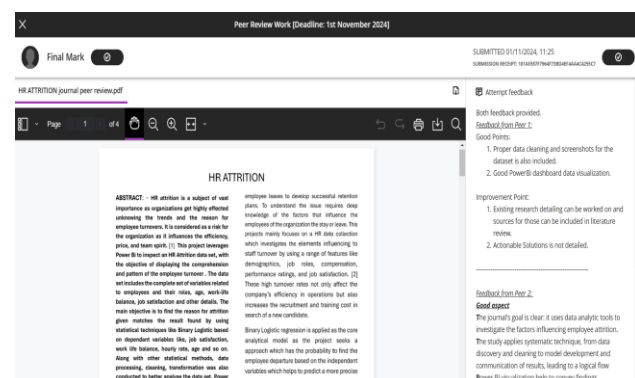 Peer Review Work [Deadline: 1st November 2024]
Final Mark
SUBMITTED 01/11/2024, 11:25
HR ATTRITION journal peer review.pdf
Page 1 of 4
HR ATTRITION
ABSTRACT: - HR attrition is a subject of vast
importance as organizations get highly effected
unknowing the trends and the reason for
employee turnovers. It is considered as a risk for
the organization as it influences the efficiency,
price, and team spirit. [1] This project leverages
Power Bi to inspect an HR Attrition data set, with
the objective of displaying the comprehension
and pattern of the employee turnover . The data
set includes the complete set of variables related
to employees and their roles, age, work-life
balance, job satisfaction and other details. The
main objective is to find the reason for attrition
given matches the result found by using
statistical techniques like Binary Logistic based
on dependant variables like, job satisfaction,
work life balance, hourly rate, age and so on.
Along with other statistical methods, data
processing, cleaning, transformation was also
conducted to better analyse the data set. Power
employee leaves to develop successful retention
plans. To understand the issue requires deep
knowledge of the factors that influence the
employees of the organization the stay or leave. This
projects mainly focuses on a HR data collection
which investigates the elements influencing to
staff turnover by using a range of features like
demographics, job roles, compensation,
performance ratings, and job satisfaction. [2]
These high turnover rates not only affect the
company's efficiency in operations but also
increases the recruitment and training cost in
search of a new candidate.
Binary Logistic regression is applied as the core
analytical model as the project seeks a
approach which has the probability to find the
employee departure based on the independent
variables which helps to predict a more precise
Attempt feedback
Both feedback provided.
Feedback from Peer 1:
Good Points:
1. Proper data cleaning and screenshots for the
dataset is also included.
2. Good PowerBi dashboard data visualization.
Improvement Point:
1. Existing research detailing can be worked on and
sources for those can be included in literature
review.
2. Actionable Solutions is not detailed.
Feedback from Peer 2:
Good aspect
The journal's goal is clear: it uses data analytic tools to
investigate the factors influencing employee attrition.
The study applies systematic technique, from data
discovery and cleaning to model development and
communication of results, leading to a logical flow
Power BI visualization help to convey findings